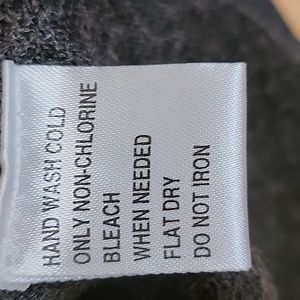 HAND WASH COLD
ONLY NON-CHLORINE
BLEACH
WHEN NEEDED
FLAT DRY
DO NOT IRON